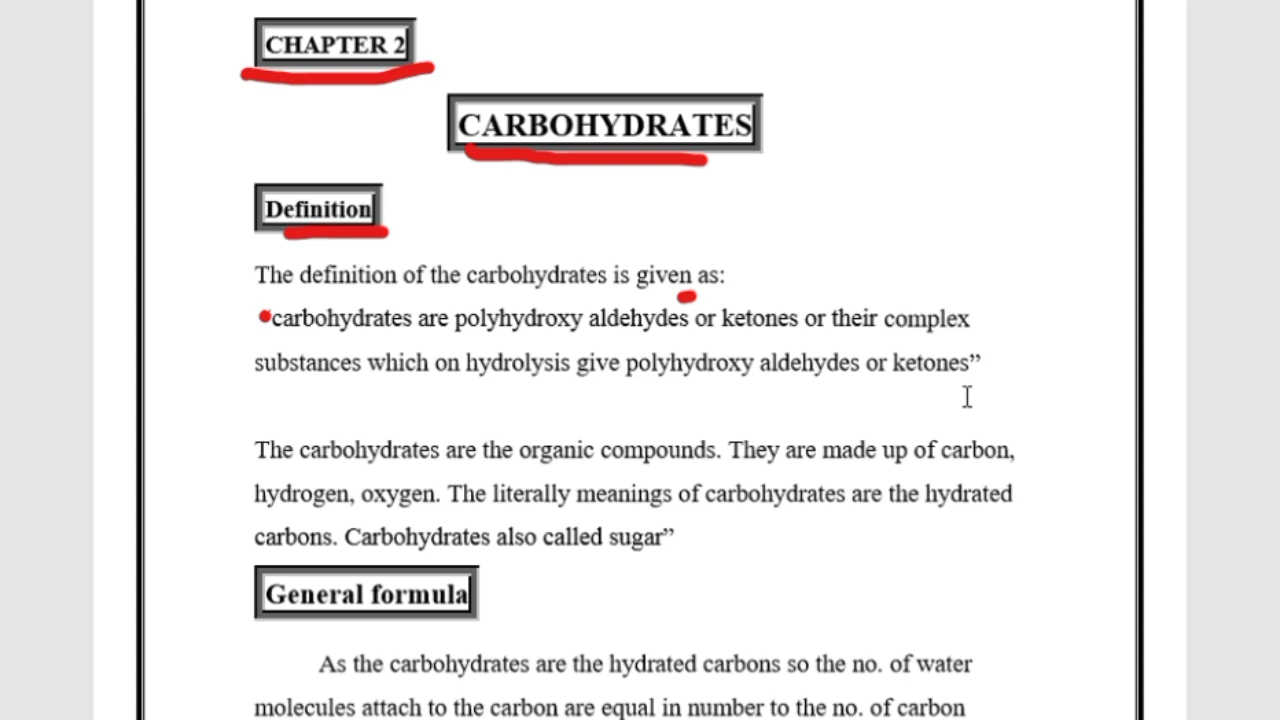 CHAPTER 2
CARBOHYDRATES
Definition
The definition of the carbohydrates is given as:
carbohydrates are polyhydroxy aldehydes or ketones or their complex
substances which on hydrolysis give polyhydroxy aldehydes or ketones”
The carbohydrates are the organic compounds. They are made up of carbon,
hydrogen, oxygen. The literally meanings of carbohydrates are the hydrated
carbons. Carbohydrates also called sugar”
General formula
As the carbohydrates are the hydrated carbons so the no. of water
molecules attach to the carbon are equal in number to the no. of carbon